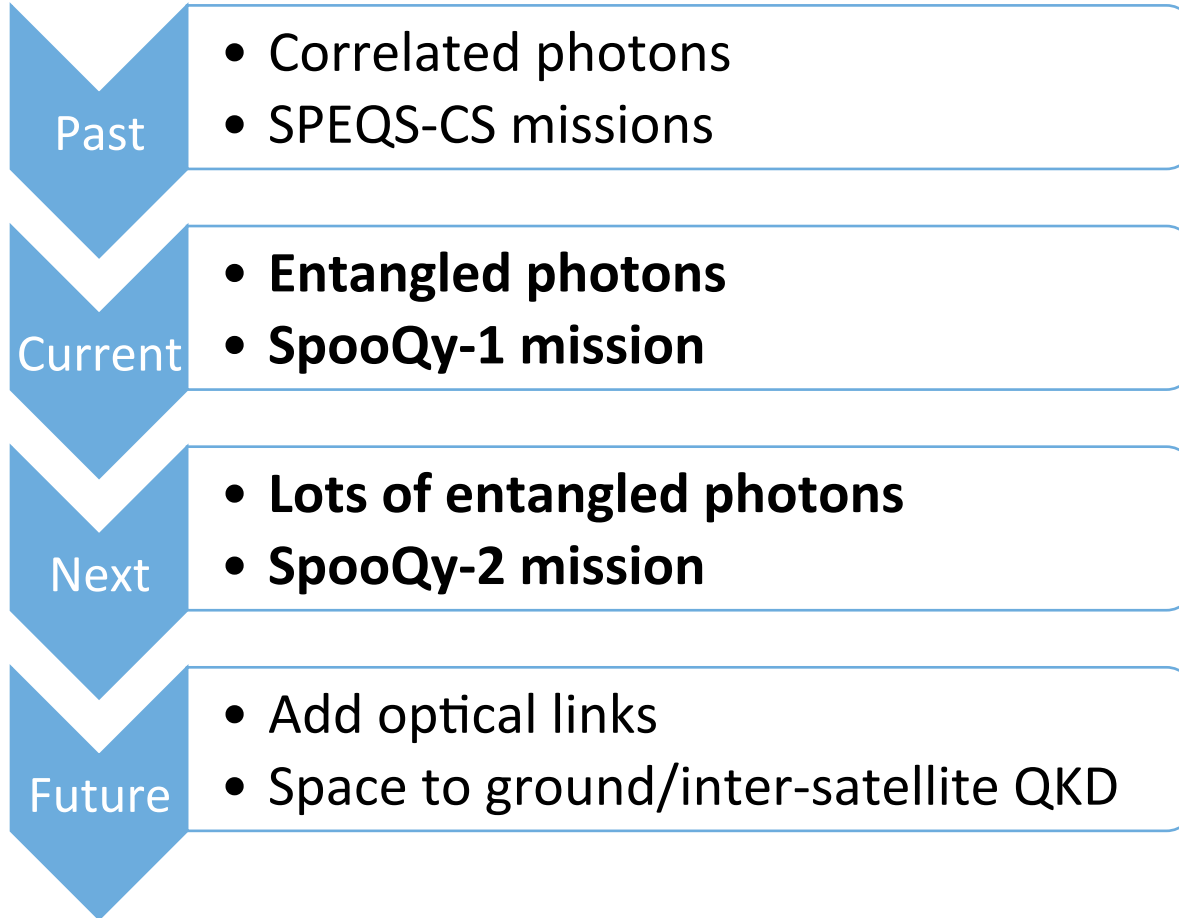 Past
• Correlated photons
• SPEQS-CS missions
Current
• Entangled photons
• SpooQy-1 mission
Next
• Lots of entangled photons
• SpooQy-2 mission
Future
• Add optical links
• Space to ground/inter-satellite QKD